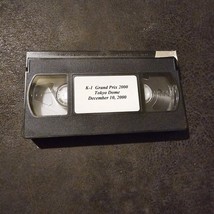 K-1 Grand Prix 2000
Tokyo Dome
December 10, 2000